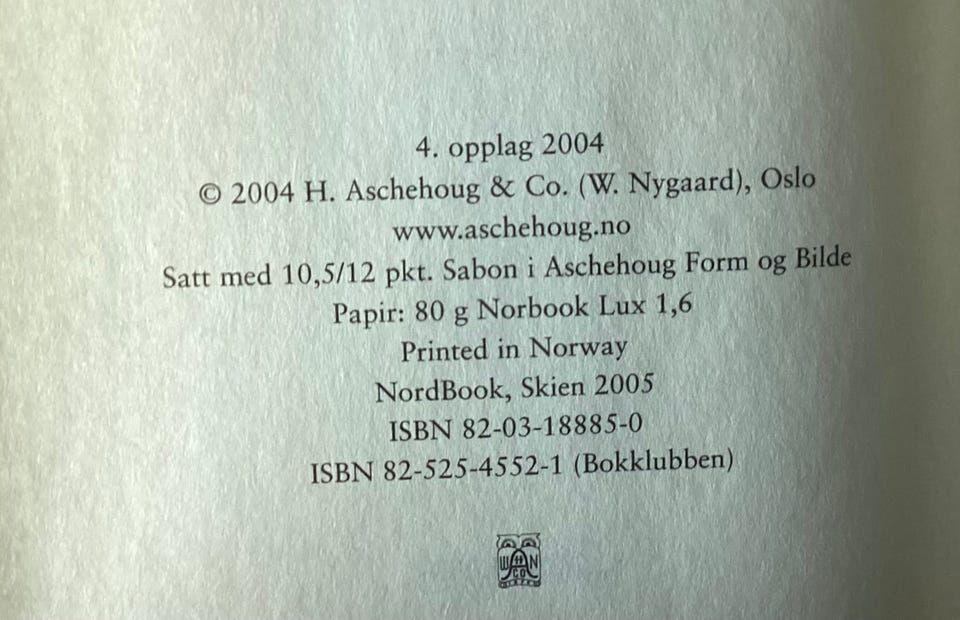 4. opplag 2004
© 2004 H. Aschehoug & Co. (W. Nygaard), Oslo
www.aschehoug.no
Satt med 10,5/12 pkt. Sabon i Aschehoug Form og Bilde
Papir: 80 g Norbook Lux 1,6
Printed in Norway
NordBook, Skien 2005
ISBN 82-03-18885-0
ISBN 82-525-4552-1 (Bokklubben)